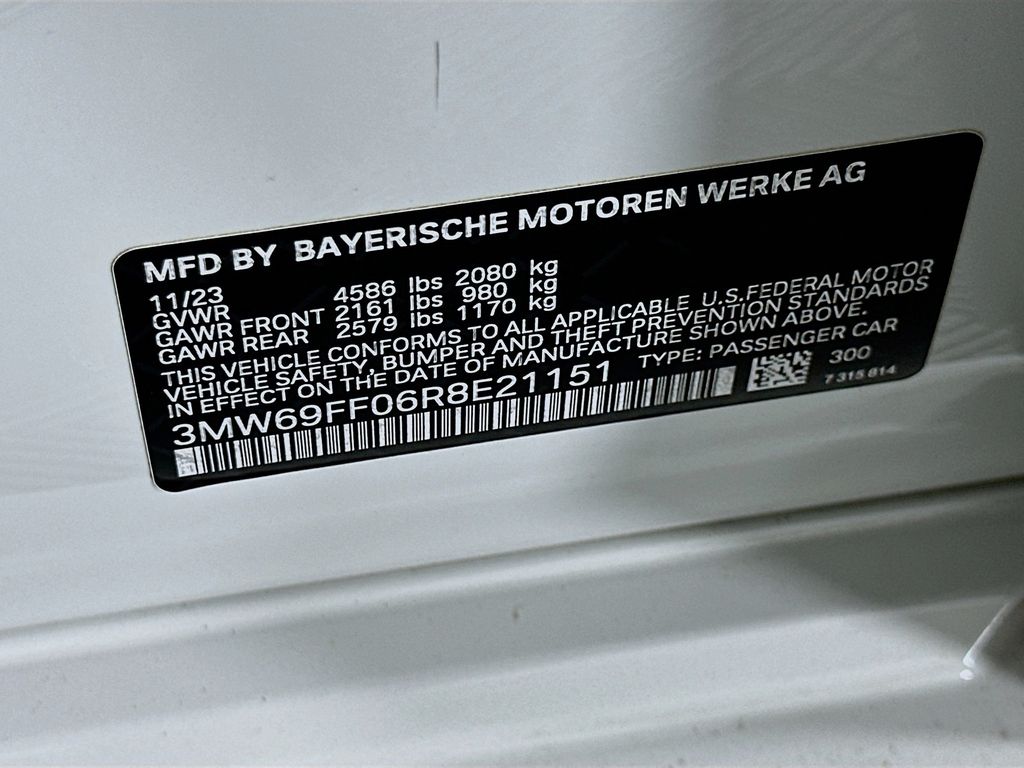 MFD BY BAYERISCHE MOTOREN WERKE AG
11/23
GVWR 4586 lbs 2080 kg
GAWR FRONT 2161 lbs 980 kg
GAWR REAR 2579 lbs 1170 kg
THIS VEHICLE CONFORMS TO ALL APPLICABLE U.S.FEDERAL MOTOR
VEHICLE SAFETY, BUMPER AND THEFT PREVENTION STANDARDS
IN EFFECT ON THE DATE OF MANUFACTURE SHOWN ABOVE.
3MW69FF06R8E21151 TYPE: PASSENGER CAR
300
7 315 614